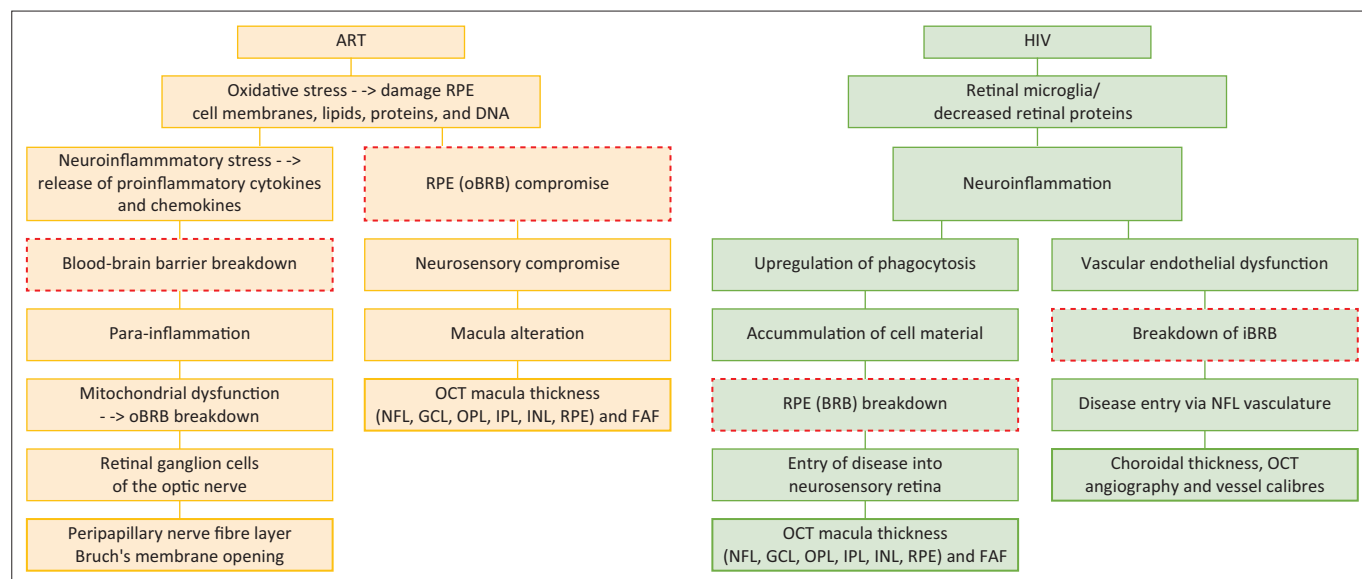 ART
Oxidative stress - -> damage RPE
cell membranes, lipids, proteins, and DNA
Neuroinflammmatory stress - ->
release of proinflammatory cytokines
and chemokines
Blood-brain barrier breakdown
Para-inflammation
Mitochondrial dysfunction
- -> oBRB breakdown
Retinal ganglion cells
of the optic nerve
Peripapillary nerve fibre layer
Bruch's membrane opening
RPE (oBRB) compromise
Neurosensory compromise
Macula alteration
OCT macula thickness
(NFL, GCL, OPL, IPL, INL, RPE) and FAF
HIV
Retinal microglia/
decreased retinal proteins
Neuroinflammation
Upregulation of phagocytosis
Accummulation of cell material
RPE (BRB) breakdown
Entry of disease into
neurosensory retina
OCT macula thickness
(NFL, GCL, OPL, IPL, INL, RPE) and FAF
Vascular endothelial dysfunction
Breakdown of iBRB
Disease entry via NFL vasculature
Choroidal thickness, OCT
angiography and vessel calibres